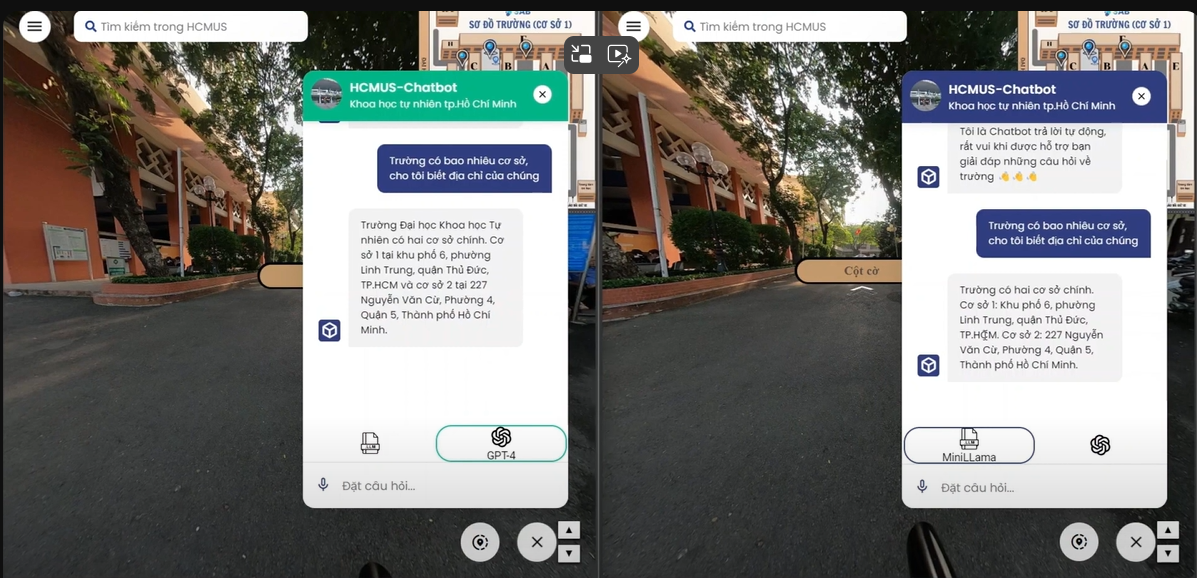 Tìm kiếm trong HCMUS
SƠ ĐỒ TRƯỜNG (CƠ SỞ 1)
C
B
A
E
HCMUS-Chatbot
Khoa học tự nhiên tp.Hồ Chí Minh
Trường có bao nhiêu cơ sở,
cho tôi biết địa chỉ của chúng
Trường Đại học Khoa học Tự
nhiên có hai cơ sở chính. Cơ
sở 1 tại khu phố 6, phường
Linh Trung, quận Thủ Đức,
TP.HCM và cơ sở 2 tại 227
Nguyễn Văn Cừ, Phường 4,
Quận 5, Thành phố Hồ Chí
Minh.
GPT-4
Đặt câu hỏi...
Tìm kiếm trong HCMUS
SƠ ĐỒ TRƯỜNG (CƠ SỞ 1)
C
B
A
E
HCMUS-Chatbot
Khoa học tự nhiên tp.Hồ Chí Minh
Tôi là Chatbot trả lời tự động,
rất vui khi được hỗ trợ bạn
giải đáp những câu hỏi về
trường 👋👋👋
Trường có bao nhiêu cơ sở,
cho tôi biết địa chỉ của chúng
Cột cờ
Trường có hai cơ sở chính.
Cơ sở 1: Khu phố 6, phường
Linh Trung, quận Thủ Đức,
TP.HCM. Cơ sở 2: 227 Nguyễn
Văn Cừ, Phường 4, Quận 5,
Thành phố Hồ Chí Minh.
MiniLLama
Đặt câu hỏi...